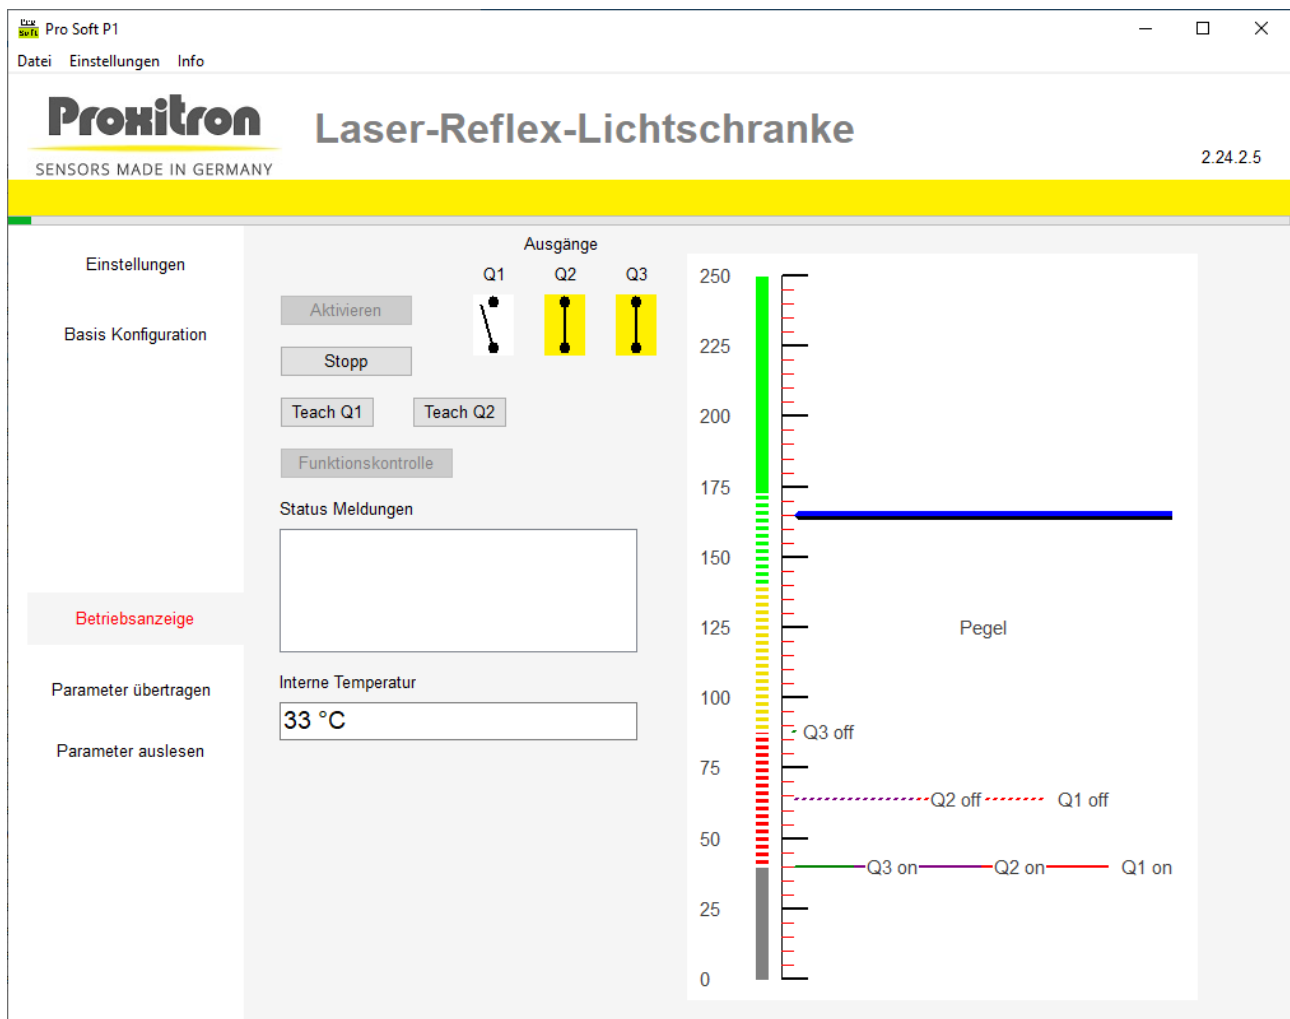 Pro Soft
Pro Soft P1
Datei Einstellungen Info
Proxitron
SENSORS MADE IN GERMANY
Laser-Reflex-Lichtschranke
2.24.2.5
Einstellungen
Basis Konfiguration
Betriebsanzeige
Parameter übertragen
Parameter auslesen
Ausgänge
Q1 Q2 Q3
Aktivieren
Stopp
Teach Q1 Teach Q2
Funktionskontrolle
Status Meldungen
Interne Temperatur
33 °C
250
225
200
175
150
125
100
75
50
25
0
Pegel
Q3 off
Q2 off Q1 off
Q3 on Q2 on Q1 on